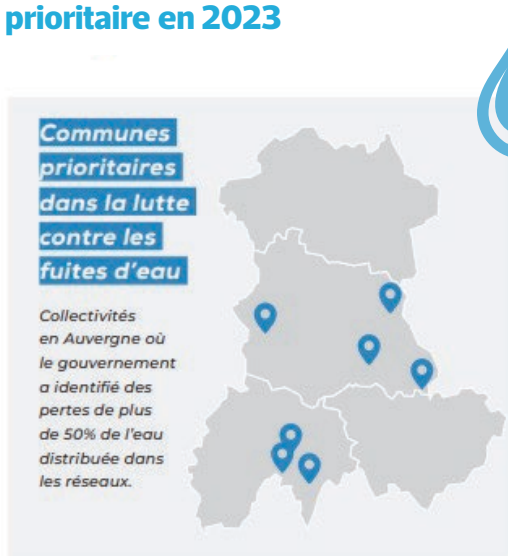 prioritaire en 2023
Communes
prioritaires
dans la lutte
contre les
fuites d'eau
Collectivités
en Auvergne où
le gouvernement
a identifié des
pertes de plus
de 50% de l'eau
distribuée dans
les réseaux.